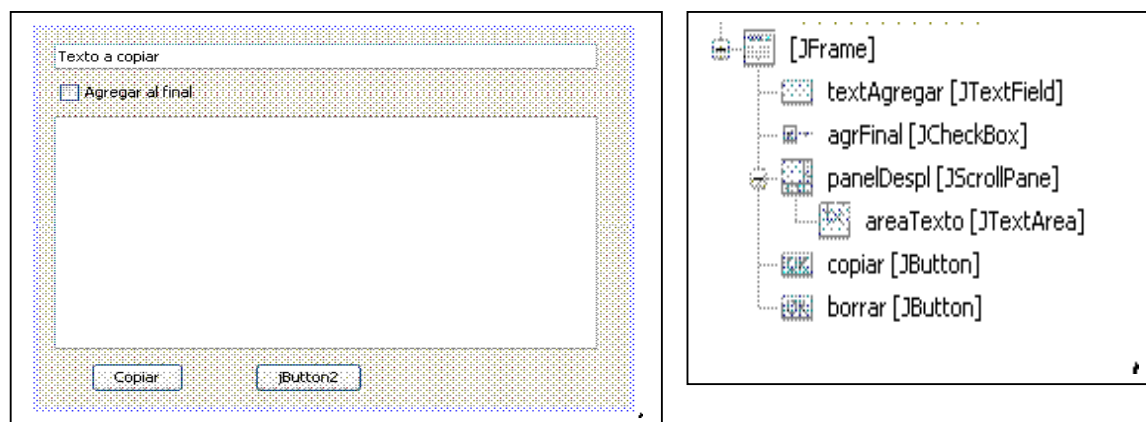 Texto a copiar
Agregar al final
Copiar
jButton2
[JFrame]
textAgregar [JTextField]
agrFinal [JCheckBox]
panelDespl [JScrollPane]
areaTexto [JTextArea]
copiar [JButton]
borrar [JButton]